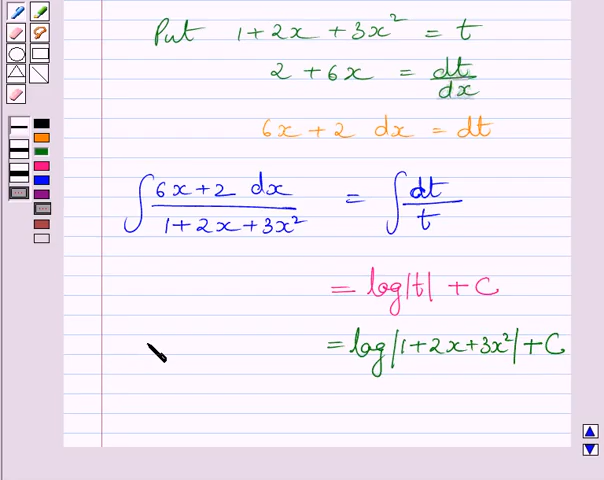 Put 1+2x+3x² = t
2+6x = dt/dx
6x+2 dx = dt
∫ 6x+2 dx / 1+2x+3x² = ∫ dt/t
= log|t| + C
= log|1+2x+3x²| + C